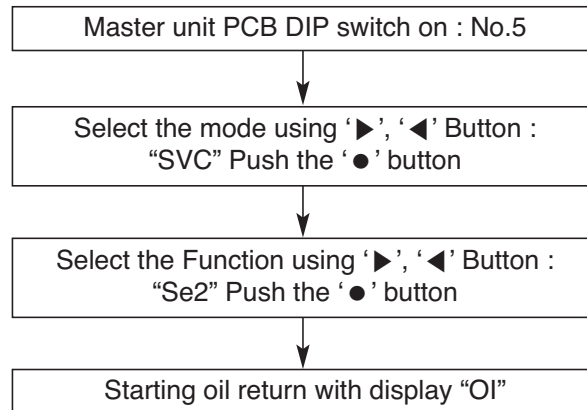 Master unit PCB DIP switch on : No.5
Select the mode using ‘▶’, ‘◀’ Button :
“SVC” Push the ‘●’ button
Select the Function using ‘▶’, ‘◀’ Button :
“Se2” Push the ‘●’ button
Starting oil return with display “OI”